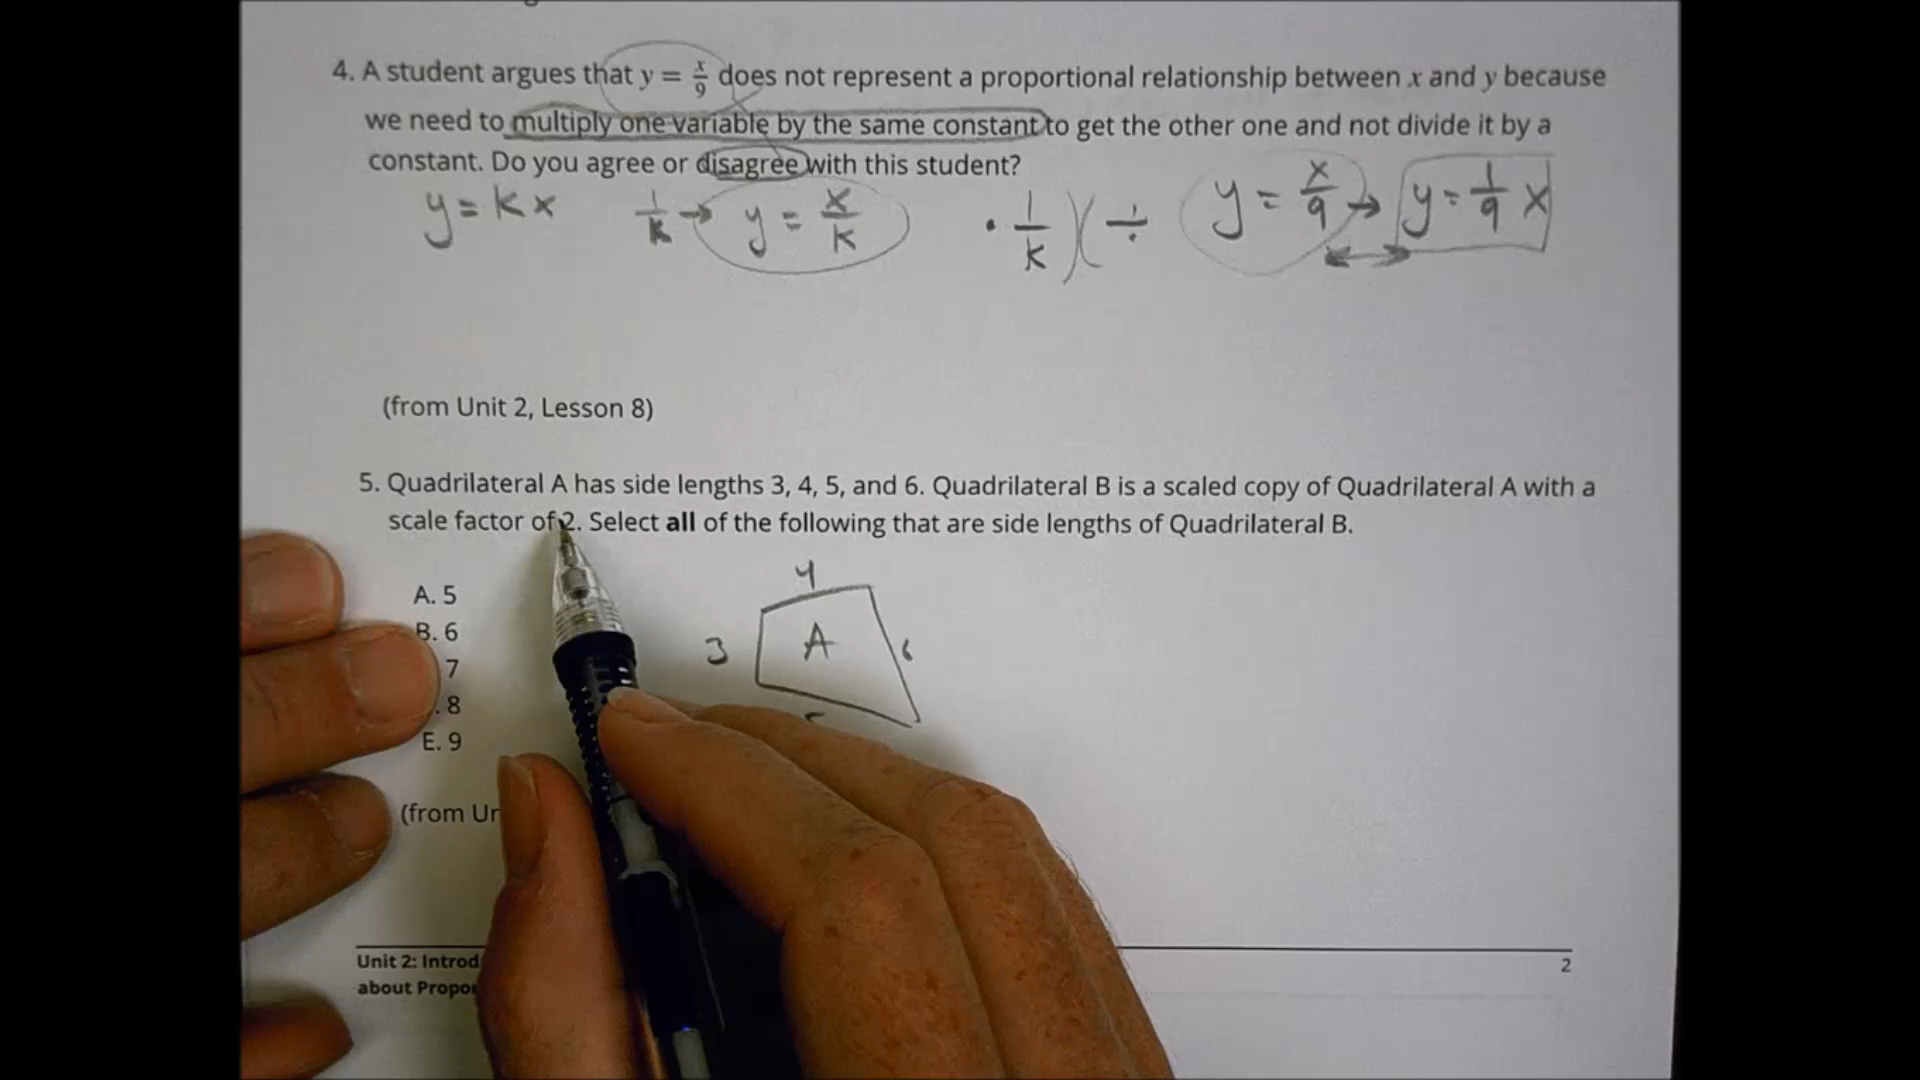 4. A student argues that y = x/9 does not represent a proportional relationship between x and y because
we need to multiply one variable by the same constant to get the other one and not divide it by a
constant. Do you agree or disagree with this student?
y = kx 1/k → y = x/k · 1/k )( ÷ y = x/9 → y = 1/9 x
(from Unit 2, Lesson 8)
5. Quadrilateral A has side lengths 3, 4, 5, and 6. Quadrilateral B is a scaled copy of Quadrilateral A with a
scale factor of 2. Select all of the following that are side lengths of Quadrilateral B.
4
A. 5
B. 6
3 A 6
7
. 8
E. 9
(from
Unit 2:
2
about